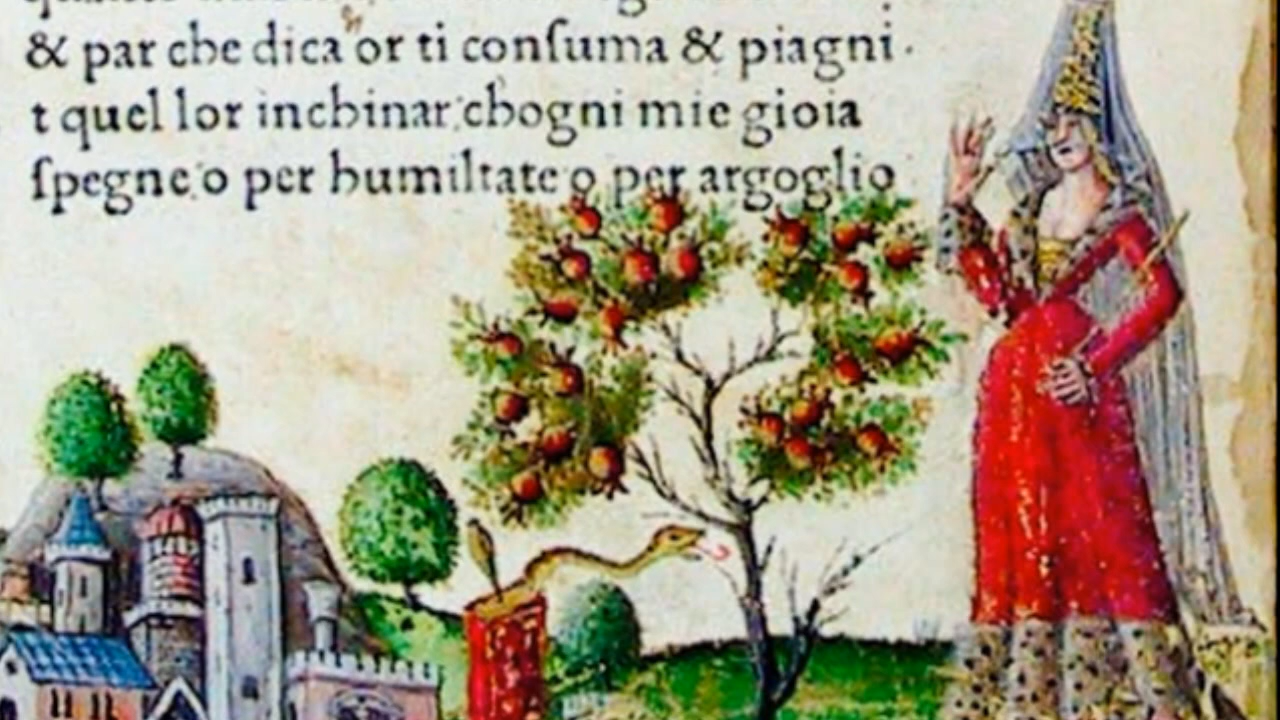 & par che dica or ti conſuma & piagni.
t quel lor inchinar chogni mie gioia
ſpegne o per humiltate o per argoglio